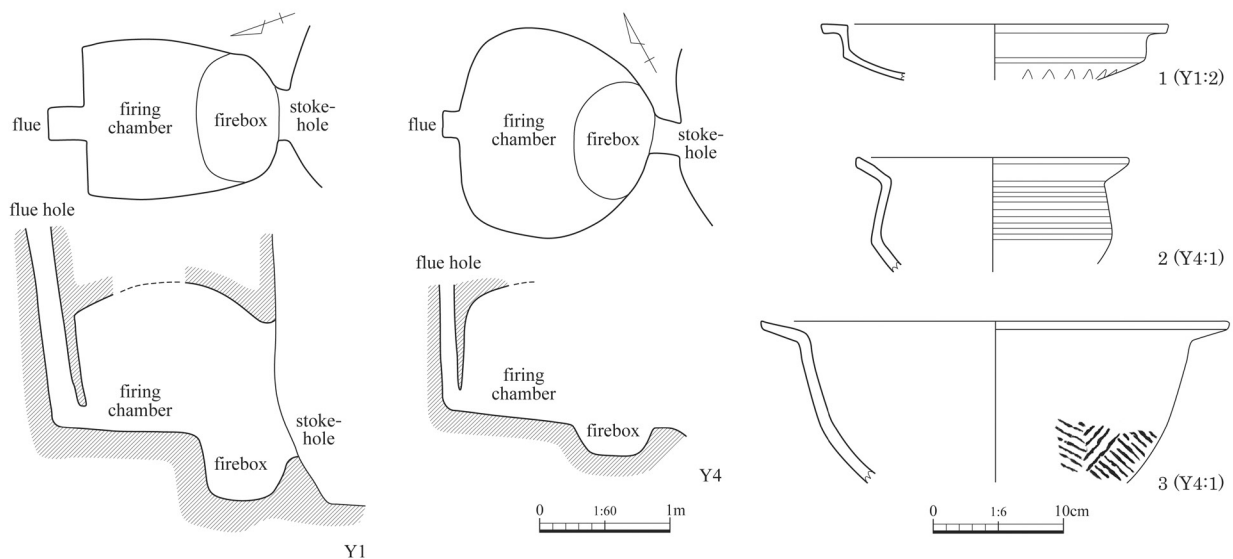 flue
firing
chamber
firebox
stoke-
hole
flue
firing
chamber
firebox
stoke-
hole
1 (Y1:2)
2 (Y4:1)
3 (Y4:1)
flue hole
firing
chamber
firebox
stoke-
hole
Y1
flue hole
firing
chamber
firebox
Y4
0 1:60 1m
0 1:6 10cm